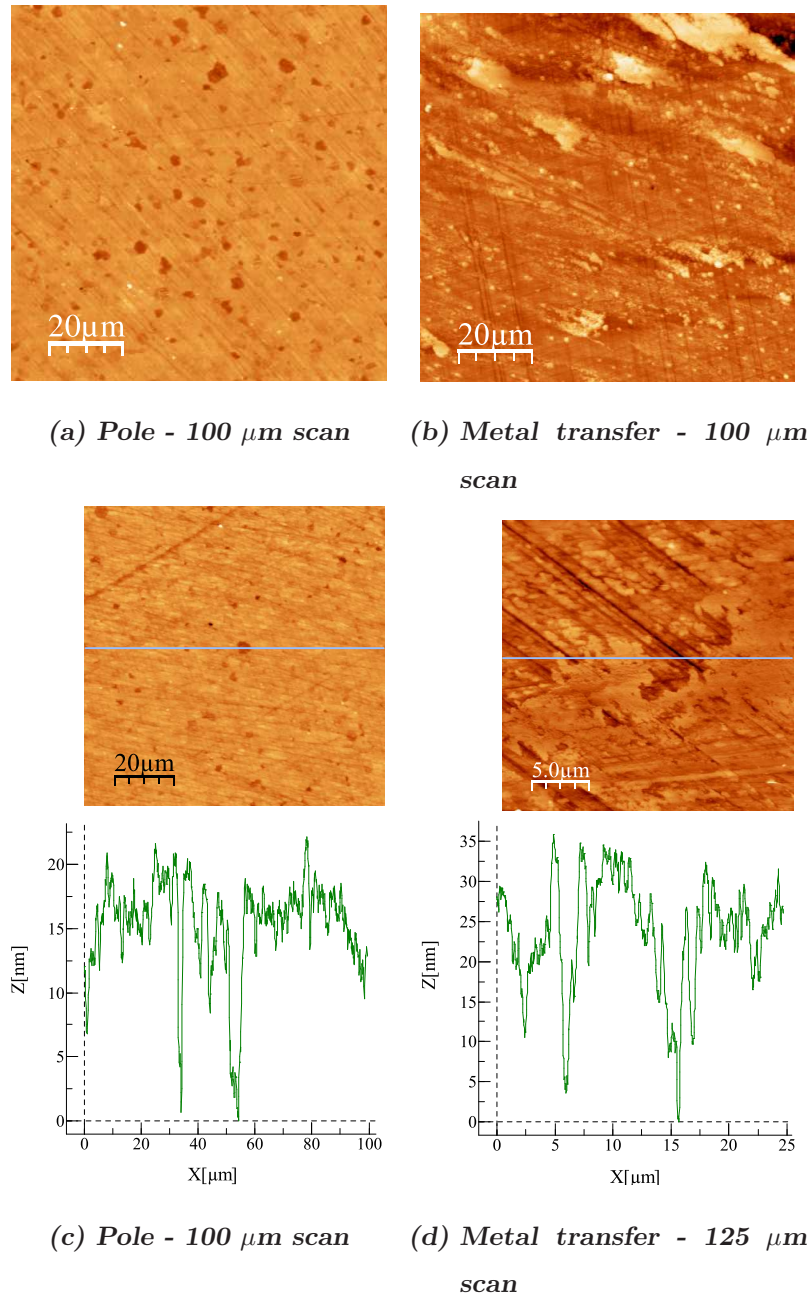 20µm
20µm
(a) Pole - 100 µm scan
(b) Metal transfer - 100 µm
scan
20µm
5.0µm
20
15
10
5
0
Z[nm]
0 20 40 60 80 100
X[µm]
35
30
25
20
15
10
5
0
Z[nm]
0 5 10 15 20 25
X[µm]
(c) Pole - 100 µm scan
(d) Metal transfer - 125 µm
scan